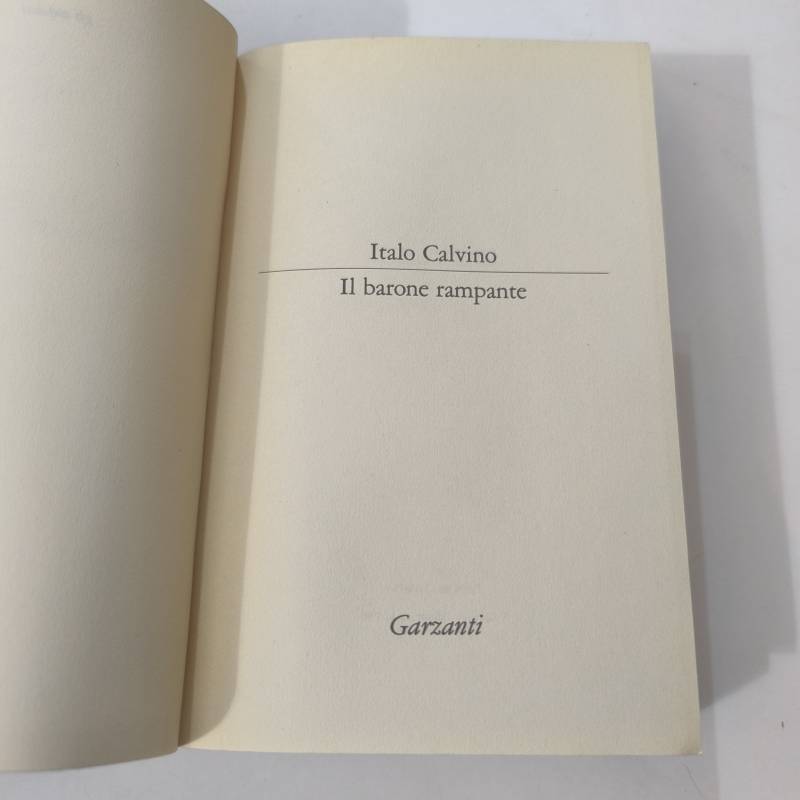 Italo Calvino
Il barone rampante
Garzanti